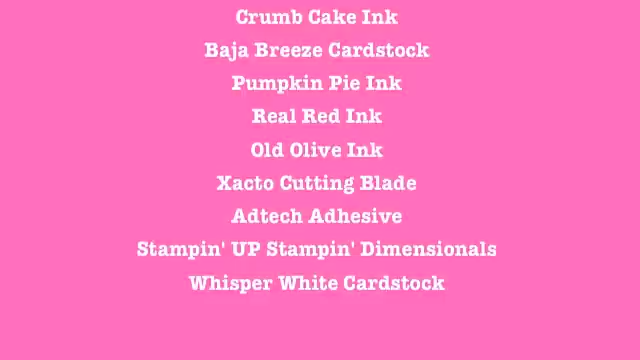 Crumb Cake Ink
Baja Breeze Cardstock
Pumpkin Pie Ink
Real Red Ink
Old Olive Ink
Xacto Cutting Blade
Adtech Adhesive
Stampin' UP Stampin' Dimensionals
Whisper White Cardstock